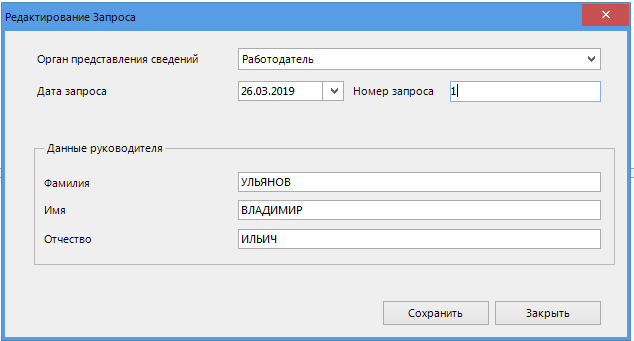 Редактирование Запроса
Орган представления сведений Работодатель
Дата запроса 26.03.2019 Номер запроса 1
Данные руководителя
Фамилия УЛЬЯНОВ
Имя ВЛАДИМИР
Отчество ИЛЬИЧ
Сохранить Закрыть